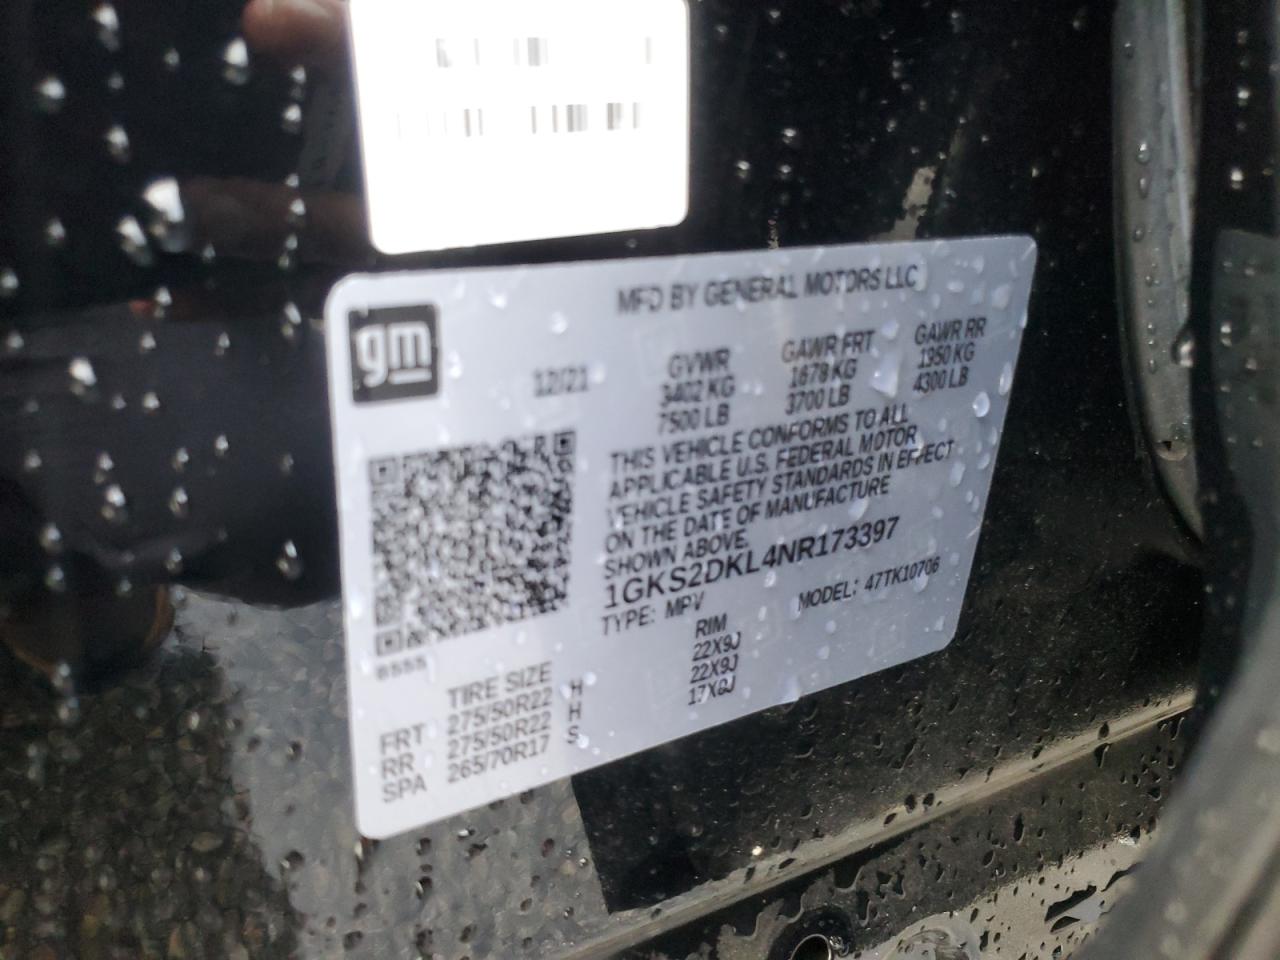 gm
MFD BY GENERAL MOTORS LLC
12/21
GVWR GAWR FRT GAWR RR
3402 KG 1678 KG 1950 KG
7500 LB 3700 LB 4300 LB
THIS VEHICLE CONFORMS TO ALL
APPLICABLE U.S. FEDERAL MOTOR
VEHICLE SAFETY STANDARDS IN EFFECT
ON THE DATE OF MANUFACTURE
SHOWN ABOVE.
1GKS2DKL4NR173397
TYPE: MPV MODEL: 47TK10706
TIRE SIZE RIM
FRT 275/50R22 H 22X9J
RR 275/50R22 H 22X9J
SPA 265/70R17 S 17X8J